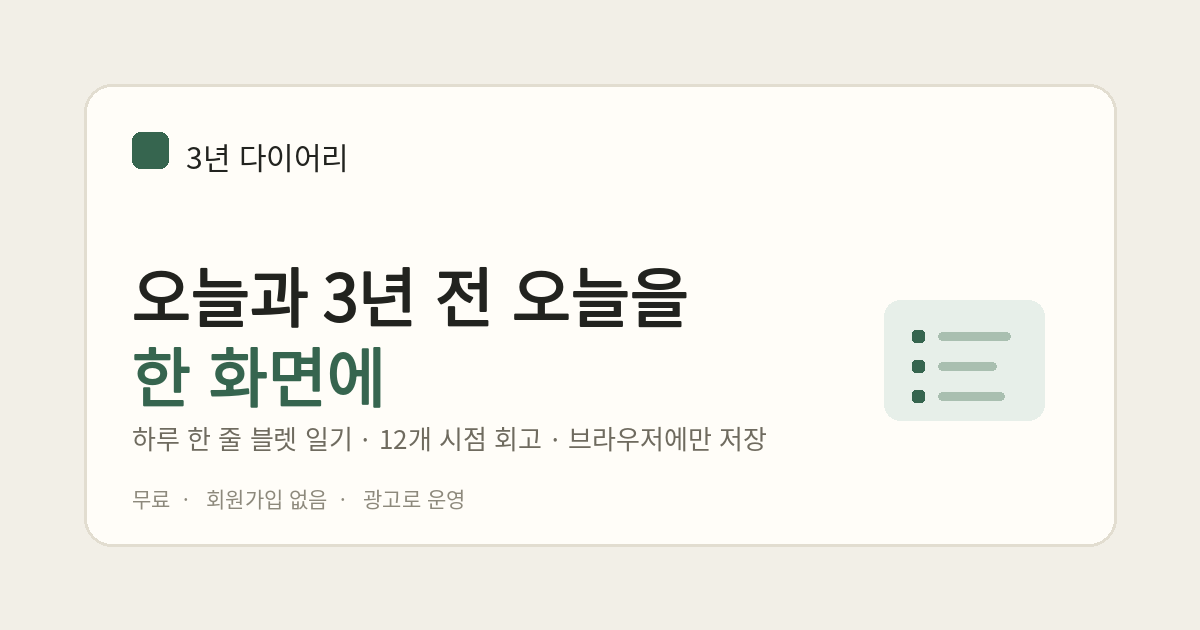 3년 다이어리
오늘과 3년 전 오늘을
한 화면에
하루 한 줄 블렛 일기 · 12개 시점 회고 · 브라우저에만 저장
무료 · 회원가입 없음 · 광고로 운영